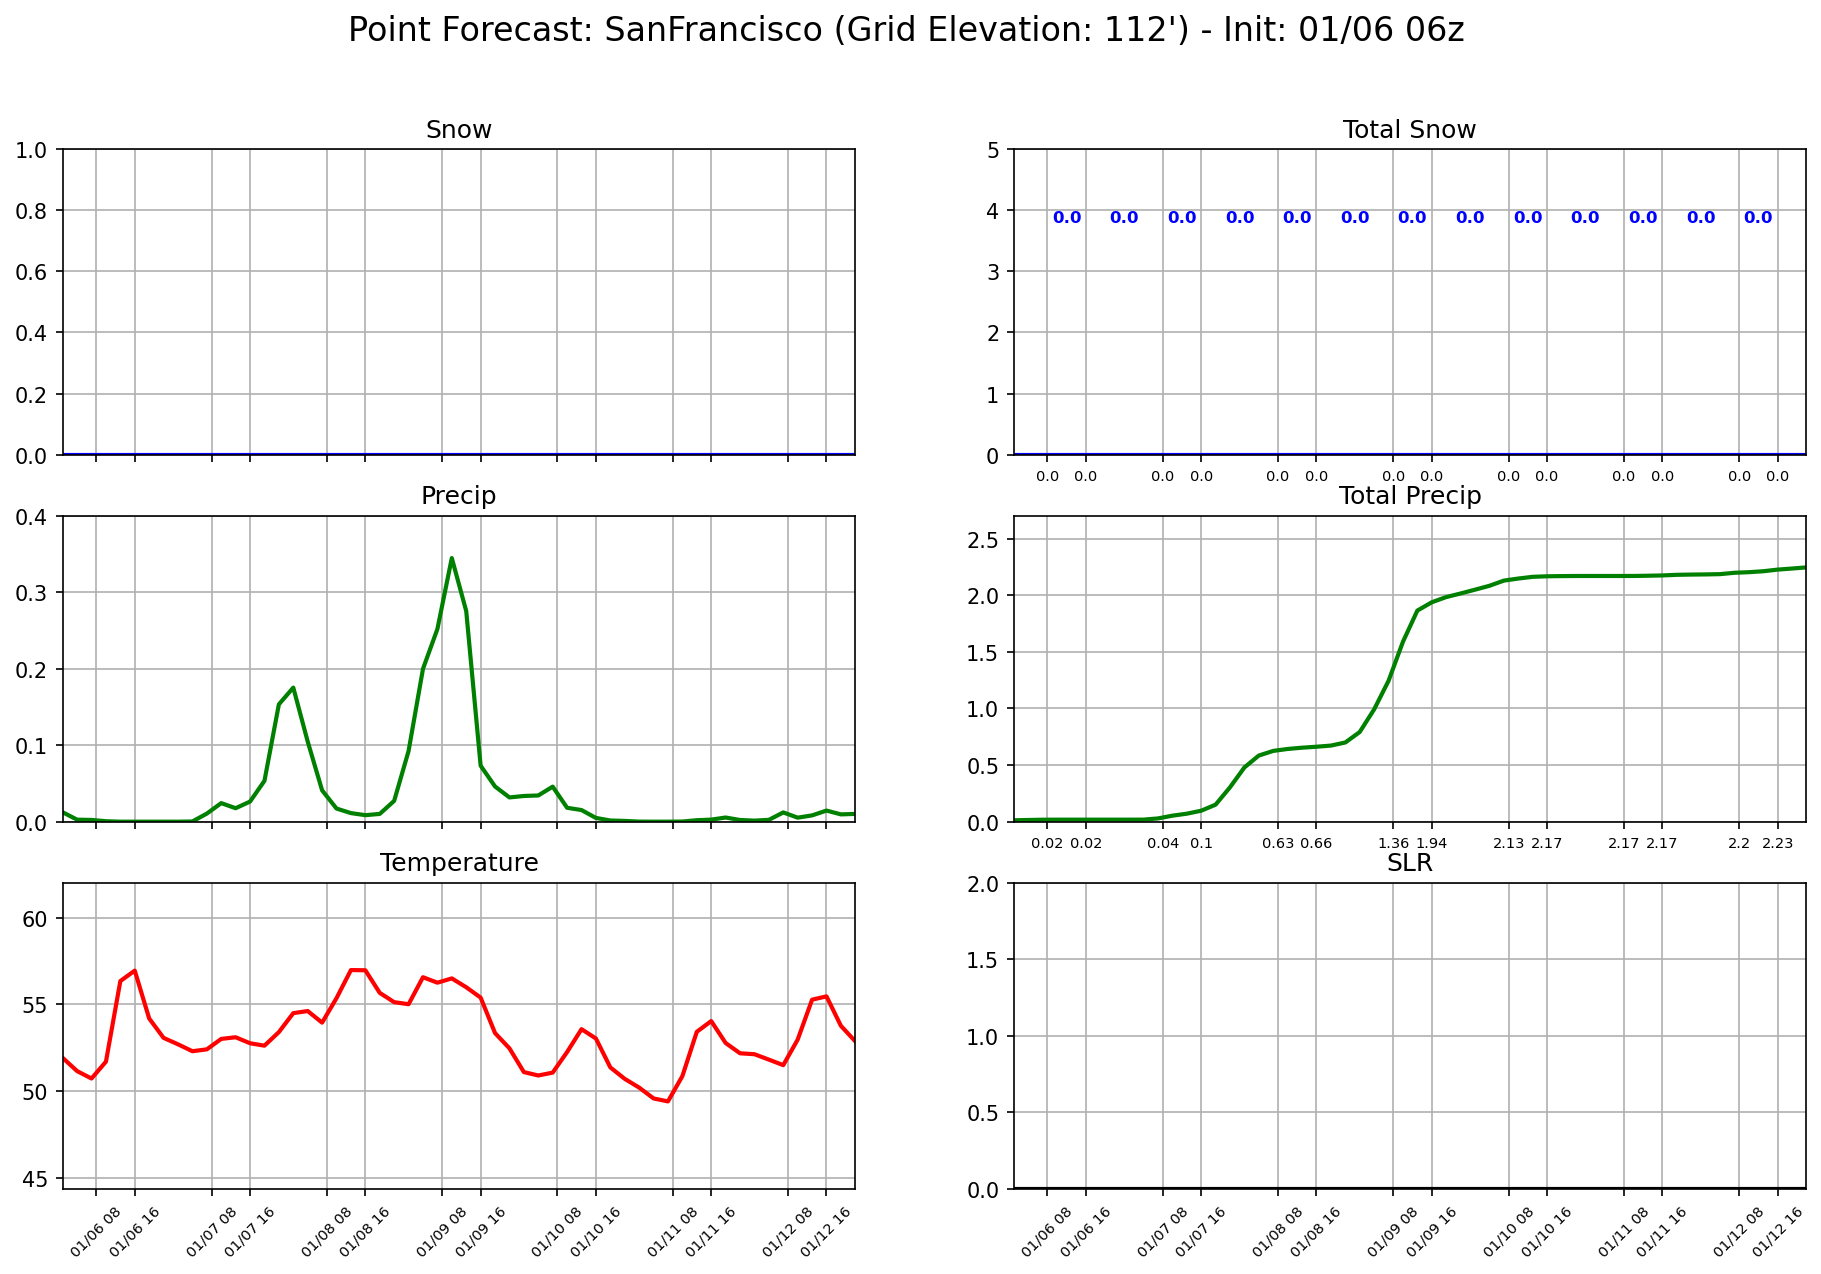 Point Forecast: SanFrancisco (Grid Elevation: 112') - Init: 01/06 06z
Snow
1.0
0.8
0.6
0.4
0.2
0.0
Total Snow
5
4
3
2
1
0
0.0 0.0 0.0 0.0 0.0 0.0 0.0 0.0 0.0 0.0 0.0 0.0 0.0
0.0 0.0 0.0 0.0 0.0 0.0 0.0 0.0 0.0 0.0 0.0 0.0 0.0 0.0
Precip
0.4
0.3
0.2
0.1
0.0
Total Precip
2.5
2.0
1.5
1.0
0.5
0.0
0.02 0.02 0.04 0.1 0.63 0.66 1.36 1.94 2.13 2.17 2.17 2.17 2.2 2.23
Temperature
60
55
50
45
01/06 08 01/06 16 01/07 08 01/07 16 01/08 08 01/08 16 01/09 08 01/09 16 01/10 08 01/10 16 01/11 08 01/11 16 01/12 08 01/12 16
SLR
2.0
1.5
1.0
0.5
0.0
01/06 08 01/06 16 01/07 08 01/07 16 01/08 08 01/08 16 01/09 08 01/09 16 01/10 08 01/10 16 01/11 08 01/11 16 01/12 08 01/12 16